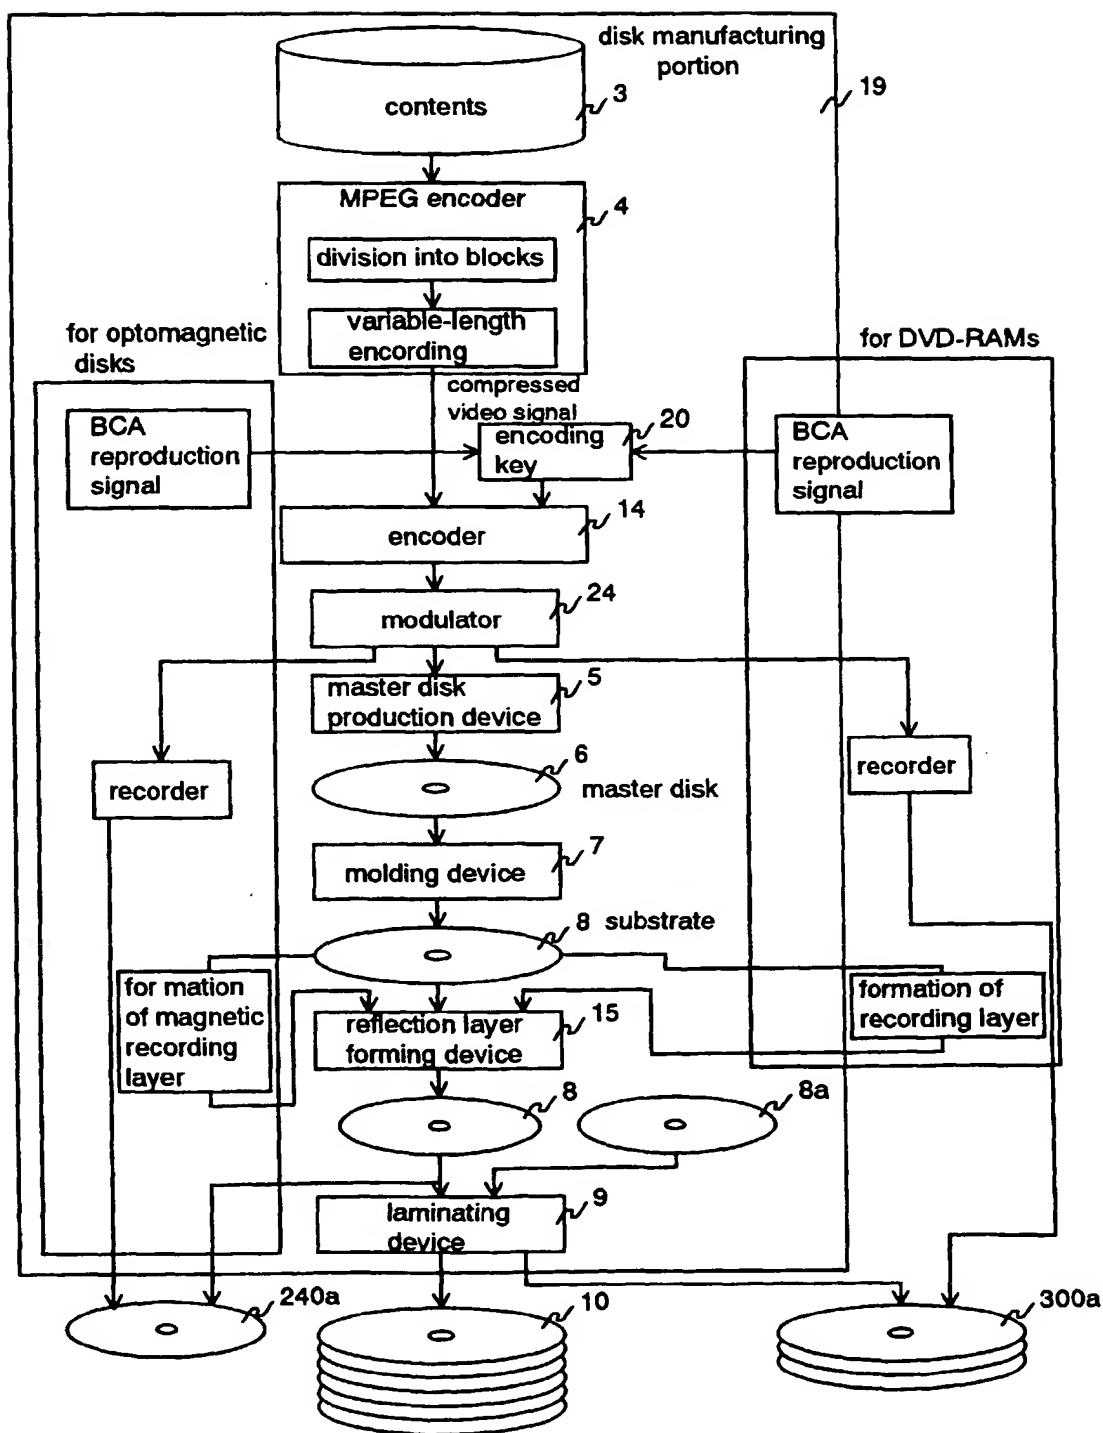 disk manufacturing
portion
19
contents
3
MPEG encoder
4
division into blocks
variable-length
encording
for optomagnetic
disks
for DVD-RAMs
compressed
video signal
20
BCA
reproduction
signal
encoding
key
BCA
reproduction
signal
14
encoder
24
modulator
5
master disk
production device
6
recorder
master disk
recorder
7
molding device
8 substrate
for mation
of magnetic
recording
layer
15
reflection layer
forming device
formation of
recording layer
8
8a
9
laminating
device
240a
10
300a